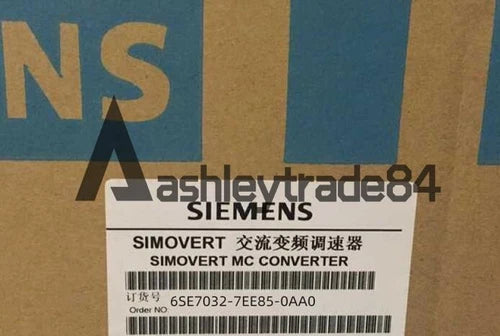 NS
ashleytrade84
SIEMENS
SIMOVERT 交流变频调速器
SIMOVERT MC CONVERTER
订货号 6SE7032-7EE85-0AA0
Order NO